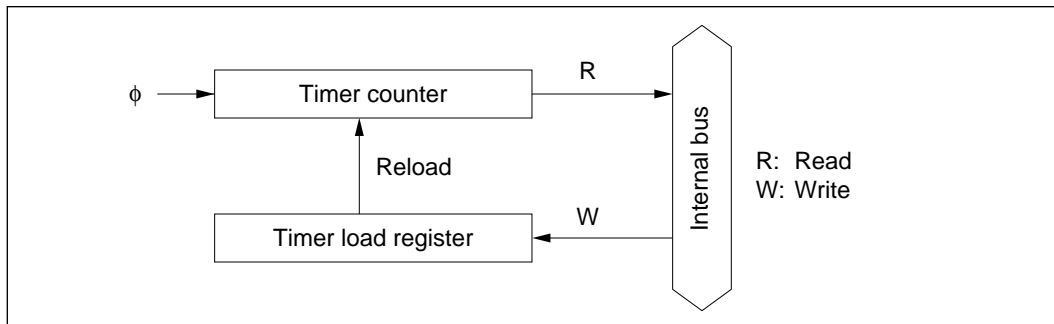 R
ϕ
Timer counter
Reload
Internal bus
R: Read
W: Write
W
Timer load register